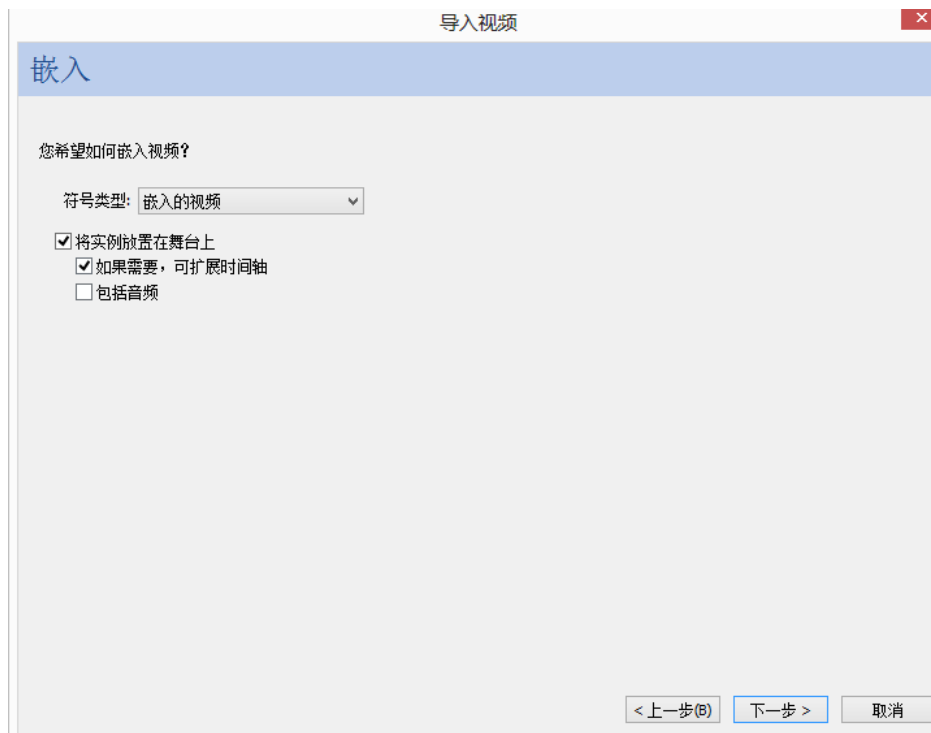 导入视频
嵌入
您希望如何嵌入视频?
符号类型: 嵌入的视频
将实例放置在舞台上
如果需要，可扩展时间轴
包括音频
< 上一步(B) 下一步 > 取消